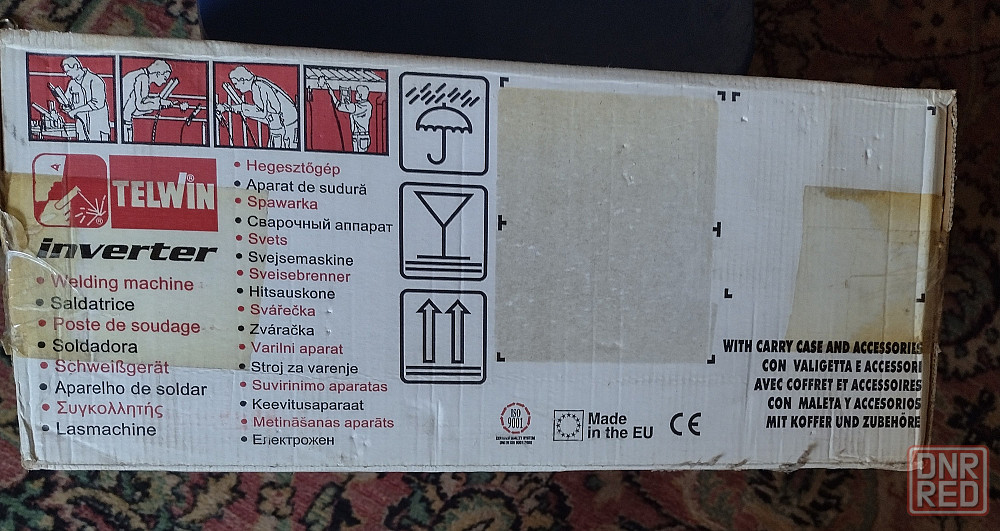 TELWIN
®
®
inverter
• Welding machine
• Saldatrice
• Poste de soudage
• Soldadora
• Schweißgerät
• Aparelho de soldar
• Συγκολλητής
• Lasmachine
• Hegesztőgép
• Aparat de sudură
• Spawarka
• Сварочный аппарат
• Svets
• Svejsemaskine
• Sveisebrenner
• Hitsauskone
• Svářečka
• Zváračka
• Varilni aparat
• Stroj za varenje
• Suvirinimo aparatas
• Keevitusaparaat
• Metināšanas aparāts
• Електрожен
ISO
9001
Made
in the EU
CE
WITH CARRY CASE AND ACCESSORIES
CON VALIGETTA E ACCESSORI
AVEC COFFRET ET ACCESSOIRES
CON MALETA Y ACCESORIOS
MIT KOFFER UND ZUBEHÖRE
DNR
RED